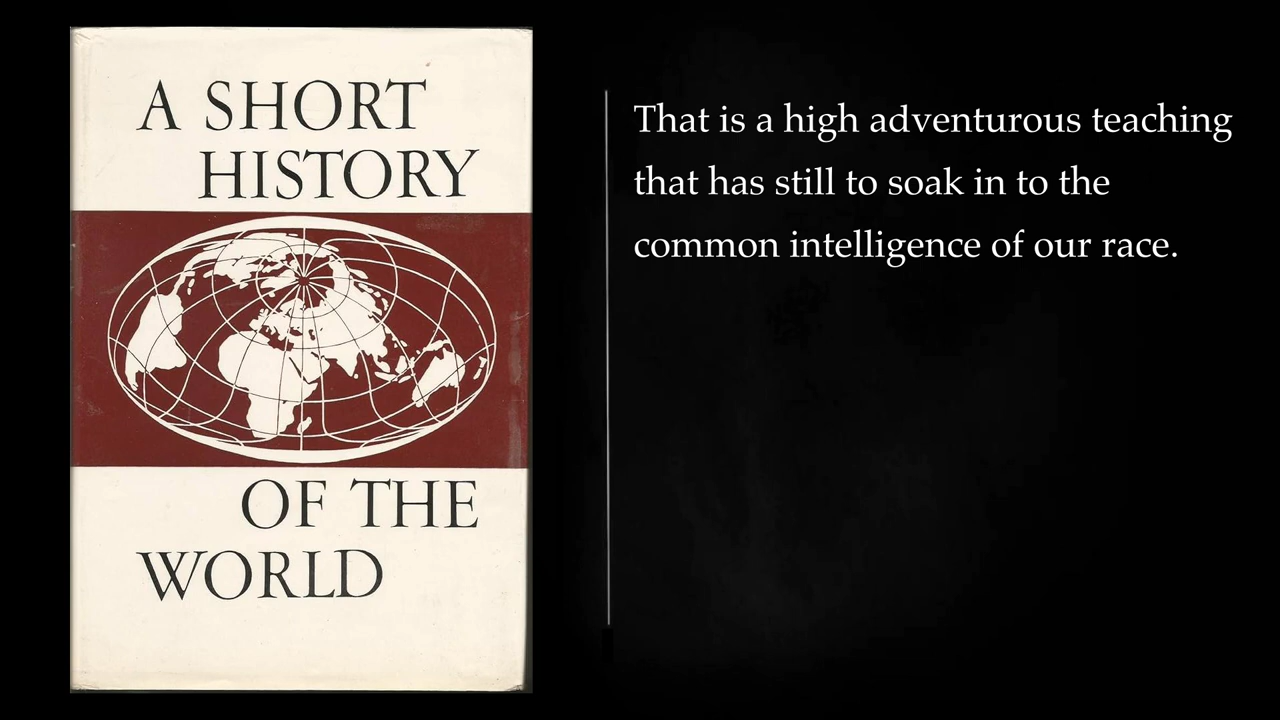 A SHORT
HISTORY
OF THE
WORLD
That is a high adventurous teaching
that has still to soak in to the
common intelligence of our race.